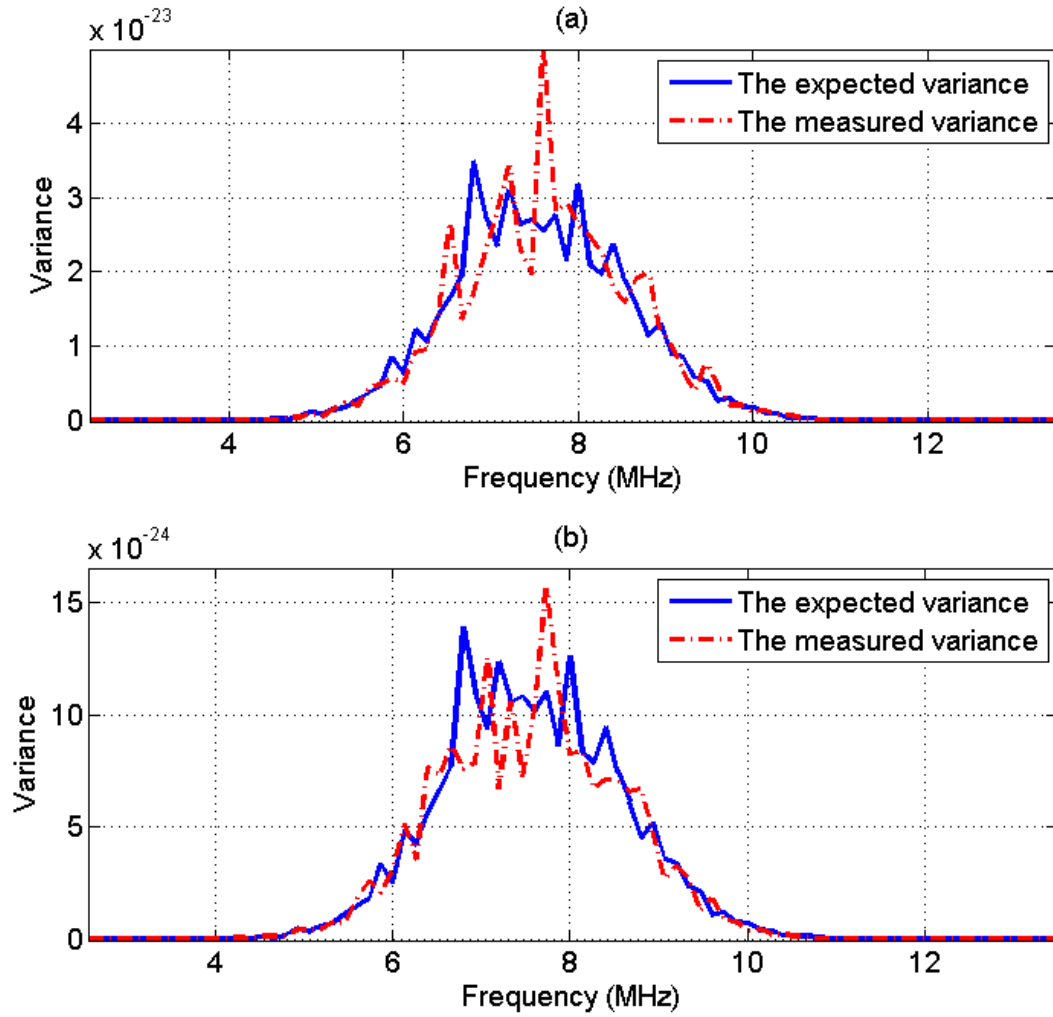 (a)
x 10-23
The expected variance
The measured variance
4
3
2
1
0
Variance
4 6 8 10 12
Frequency (MHz)
(b)
x 10-24
The expected variance
The measured variance
15
10
5
0
Variance
4 6 8 10 12
Frequency (MHz)